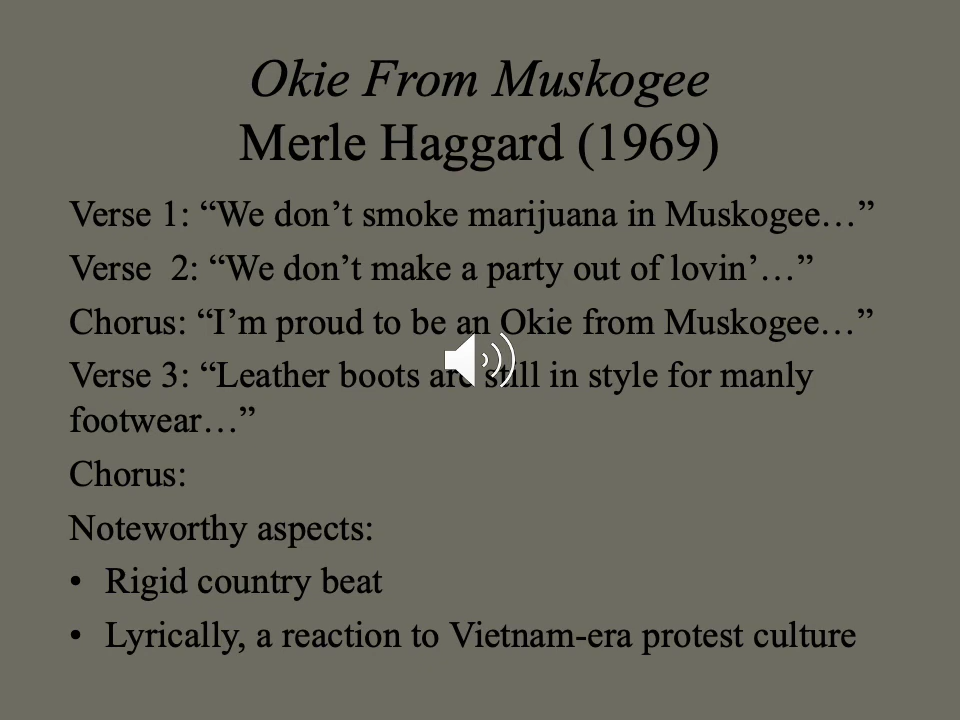 Okie From Muskogee
Merle Haggard (1969)
Verse 1: “We don’t smoke marijuana in Muskogee…”
Verse  2: “We don’t make a party out of lovin’…”
Chorus: “I’m proud to be an Okie from Muskogee…”
Verse 3: “Leather boots are still in style for manly
footwear…”
Chorus:
Noteworthy aspects:
• Rigid country beat
• Lyrically, a reaction to Vietnam-era protest culture